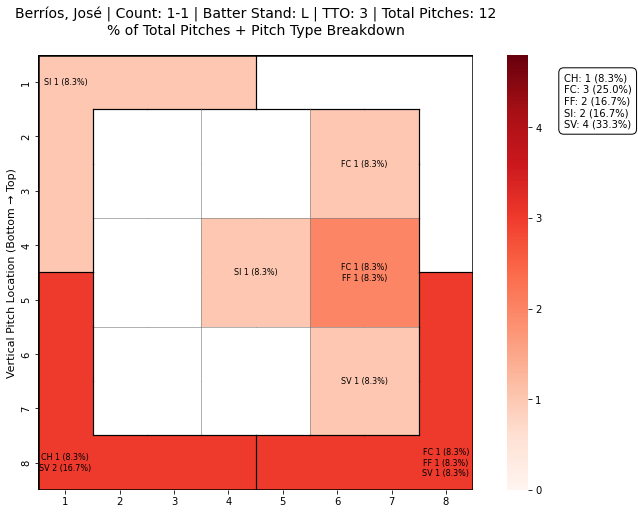 Berríos, José | Count: 1-1 | Batter Stand: L | TTO: 3 | Total Pitches: 12
% of Total Pitches + Pitch Type Breakdown
Vertical Pitch Location (Bottom → Top)
1
2
3
4
5
6
7
8
SI 1 (8.3%)
FC 1 (8.3%)
SI 1 (8.3%)
FC 1 (8.3%)
FF 1 (8.3%)
SV 1 (8.3%)
CH 1 (8.3%)
SV 2 (16.7%)
FC 1 (8.3%)
FF 1 (8.3%)
SV 1 (8.3%)
1 2 3 4 5 6 7 8
4
3
2
1
0
CH: 1 (8.3%)
FC: 3 (25.0%)
FF: 2 (16.7%)
SI: 2 (16.7%)
SV: 4 (33.3%)